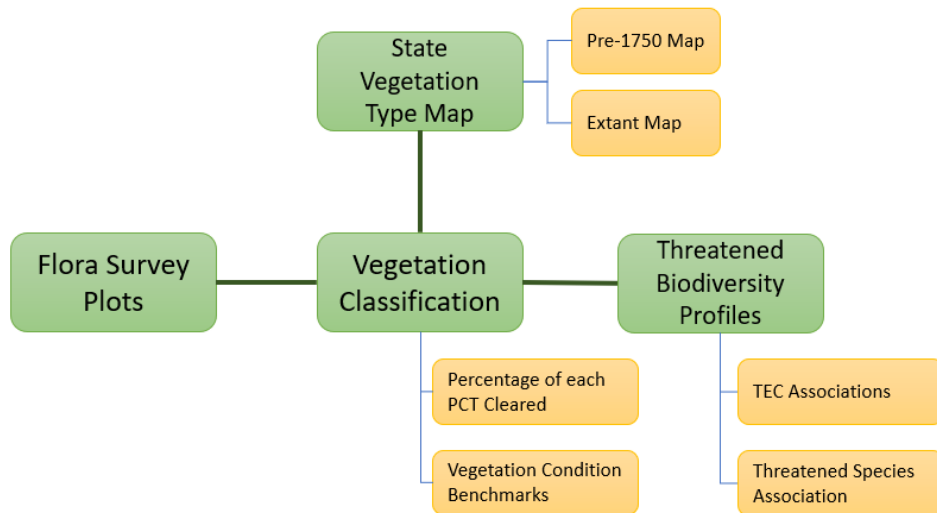 State
Vegetation
Type Map
Pre-1750 Map
Extant Map
Flora Survey
Plots
Vegetation
Classification
Threatened
Biodiversity
Profiles
Percentage of each
PCT Cleared
Vegetation Condition
Benchmarks
TEC Associations
Threatened Species
Association